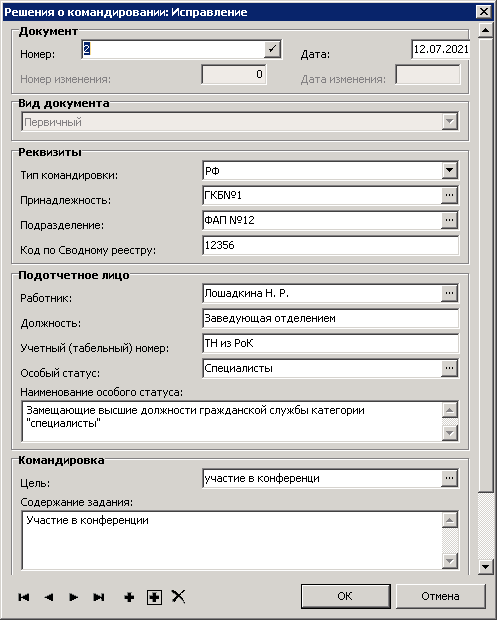 Решения о командировании: Исправление
Документ
Номер: 2 Дата: 12.07.2021
Номер изменения: 0 Дата изменения:
Вид документа
Первичный
Реквизиты
Тип командировки: РФ
Принадлежность: ГКБ№1
Подразделение: ФАП №12
Код по Сводному реестру: 12356
Подотчетное лицо
Работник: Лошадкина Н. Р.
Должность: Заведующая отделением
Учетный (табельный) номер: ТН из РоК
Особый статус: Специалисты
Наименование особого статуса:
Замещающие высшие должности гражданской службы категории
"специалисты"
Командировка
Цель: участие в конференци
Содержание задания:
Участие в конференции
OK Отмена